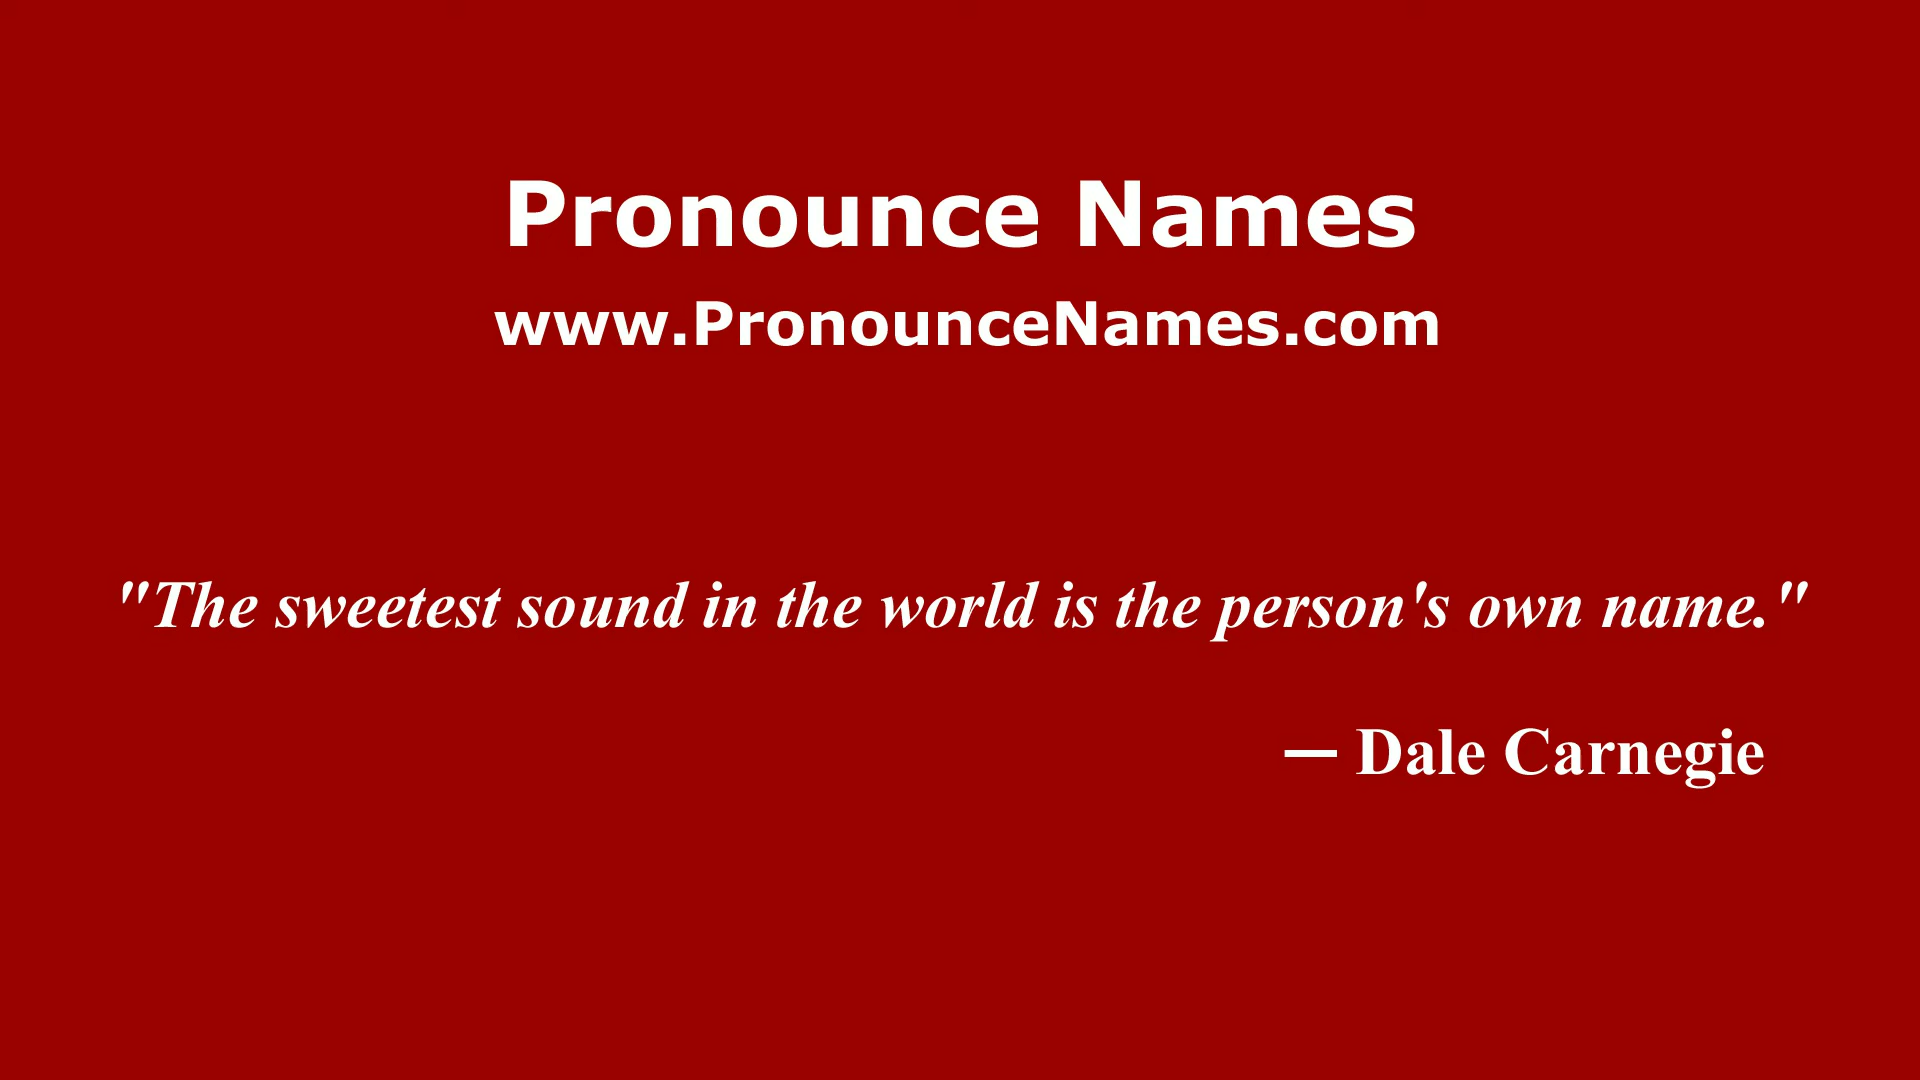 Pronounce Names
www.PronounceNames.com
"The sweetest sound in the world is the person's own name."
— Dale Carnegie